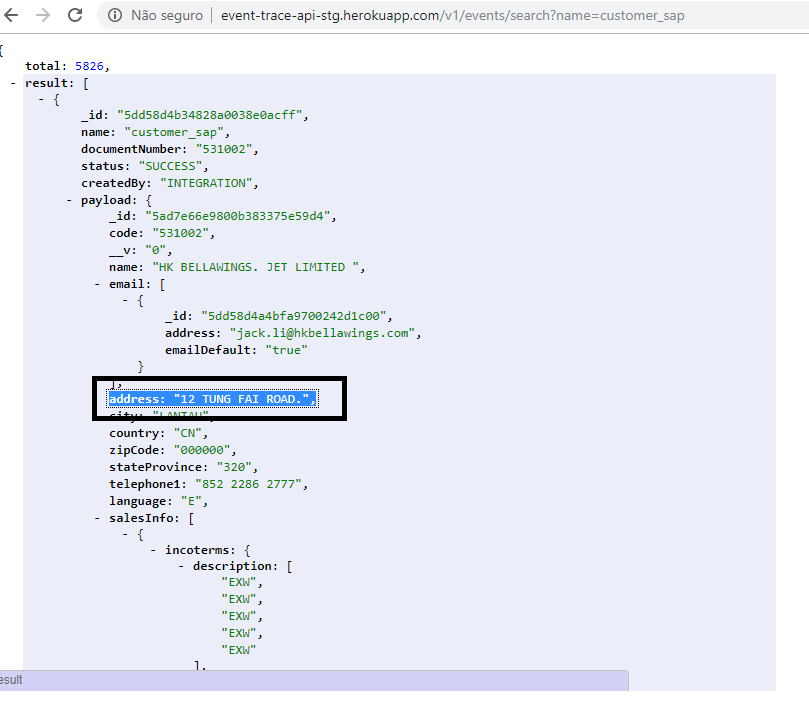 Não seguro | event-trace-api-stg.herokuapp.com/v1/events/search?name=customer_sap
{
total: 5826,
- result: [
- {
_id: "5dd58d4b34828a0038e0acff",
name: "customer_sap",
documentNumber: "531002",
status: "SUCCESS",
createdBy: "INTEGRATION",
- payload: {
_id: "5ad7e66e9800b383375e59d4",
code: "531002",
__v: "0",
name: "HK BELLAWINGS. JET LIMITED ",
- email: [
- {
_id: "5dd58d4a4bfa9700242d1c00",
address: "jack.li@hkbellawings.com",
emailDefault: "true"
}
],
address: "12 TUNG FAI ROAD.",
city: "LANTAU",
country: "CN",
zipCode: "000000",
stateProvince: "320",
telephone1: "852 2286 2777",
language: "E",
- salesInfo: [
- {
- incoterms: {
- description: [
"EXW",
"EXW",
"EXW",
"EXW",
"EXW"
],
esult